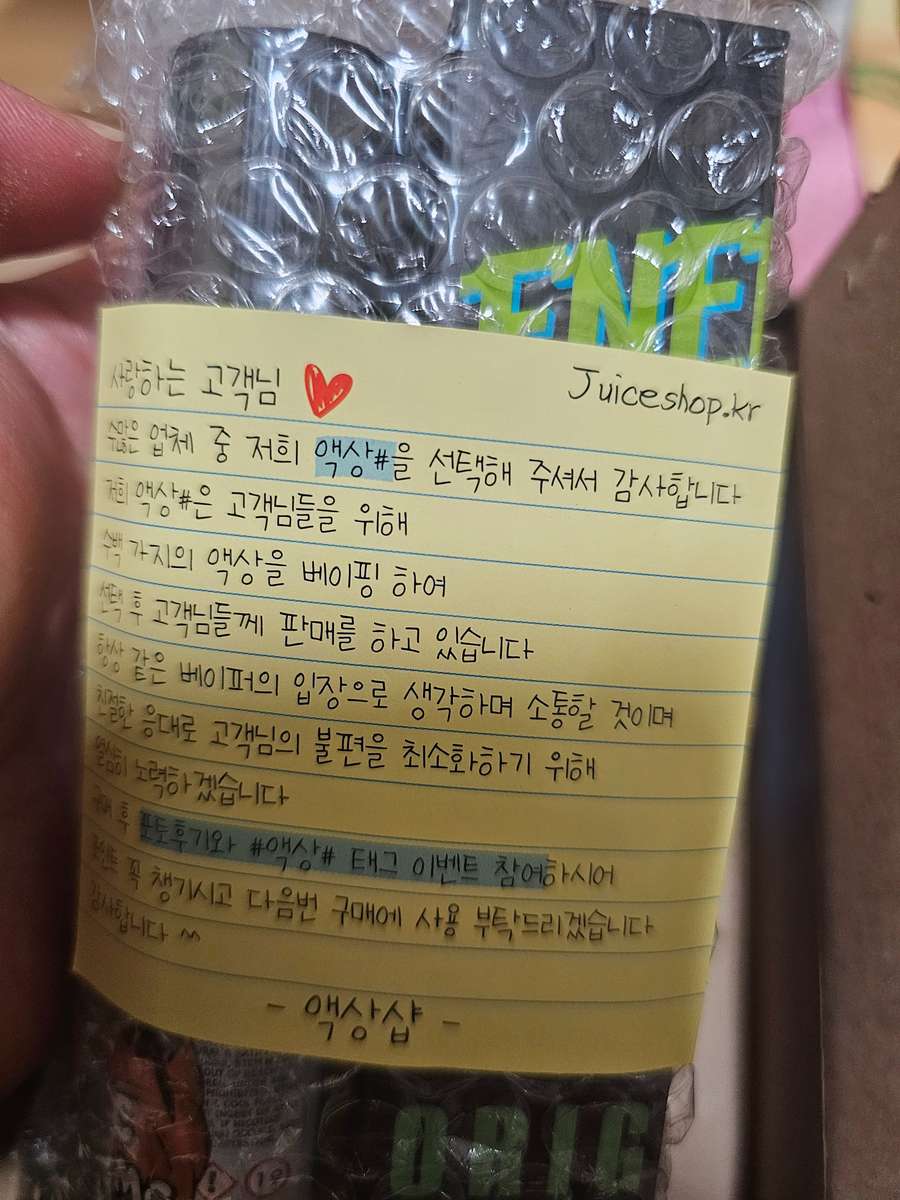 ENE
사랑하는 고객님
Juiceshop.kr
수많은 업체 중 저희 액상#을 선택해 주셔서 감사합니다
저희 액상#은 고객님들을 위해
수백 가지의 액상을 베이핑 하여
선택 후 고객님들께 판매를 하고 있습니다
항상 같은 베이퍼의 입장으로 생각하며 소통할 것이며
친절한 응대로 고객님의 불편을 최소화하기 위해
열심히 노력하겠습니다
구매 후 포토후기와 #액상# 태그 이벤트 참여하시어
포인트 꼭 챙기시고 다음번 구매에 사용 부탁드리겠습니다
감사합니다 ^^
- 액상샵 -
ORIG